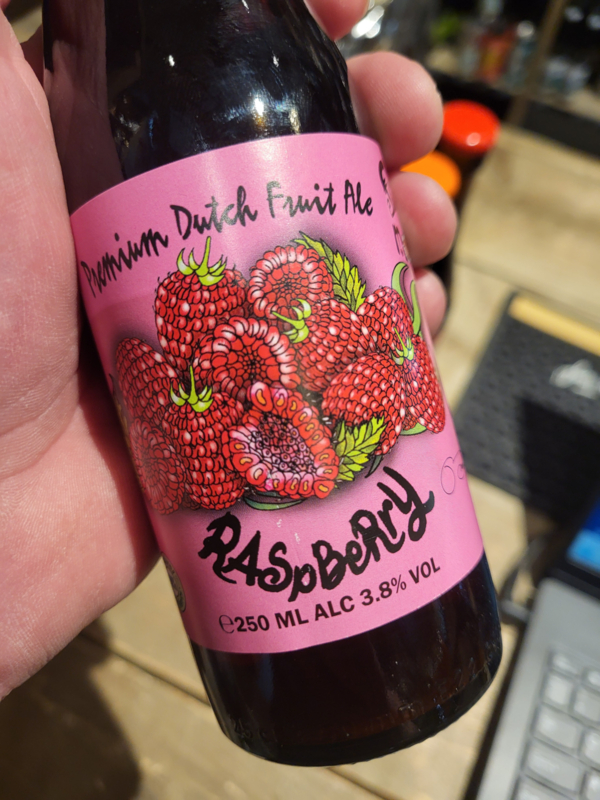 Premium Dutch Fruit Ale
RASpBeRrY
℮250 ML ALC 3.8% VOL